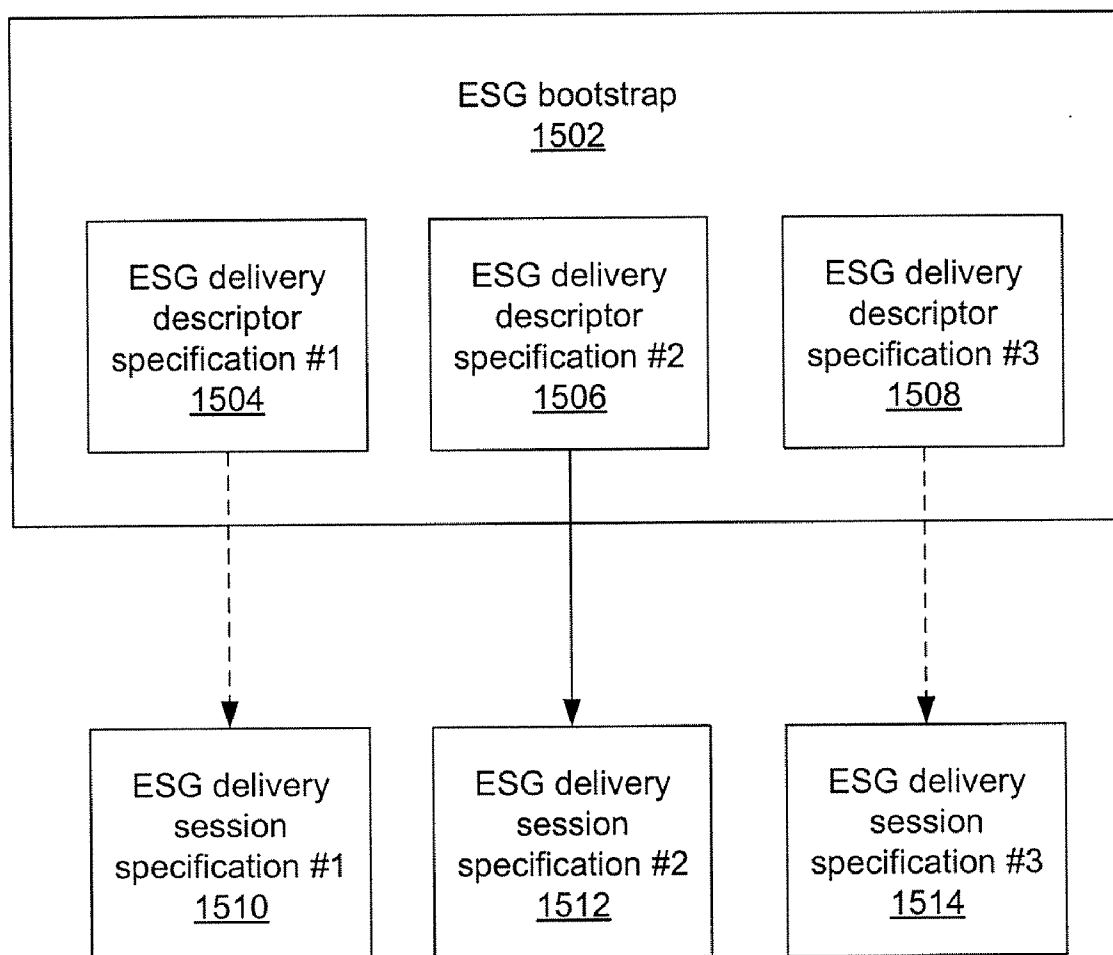 ESG bootstrap
1502
ESG delivery
descriptor
specification #1
1504
ESG delivery
descriptor
specification #2
1506
ESG delivery
descriptor
specification #3
1508
ESG delivery
session
specification #1
1510
ESG delivery
session
specification #2
1512
ESG delivery
session
specification #3
1514